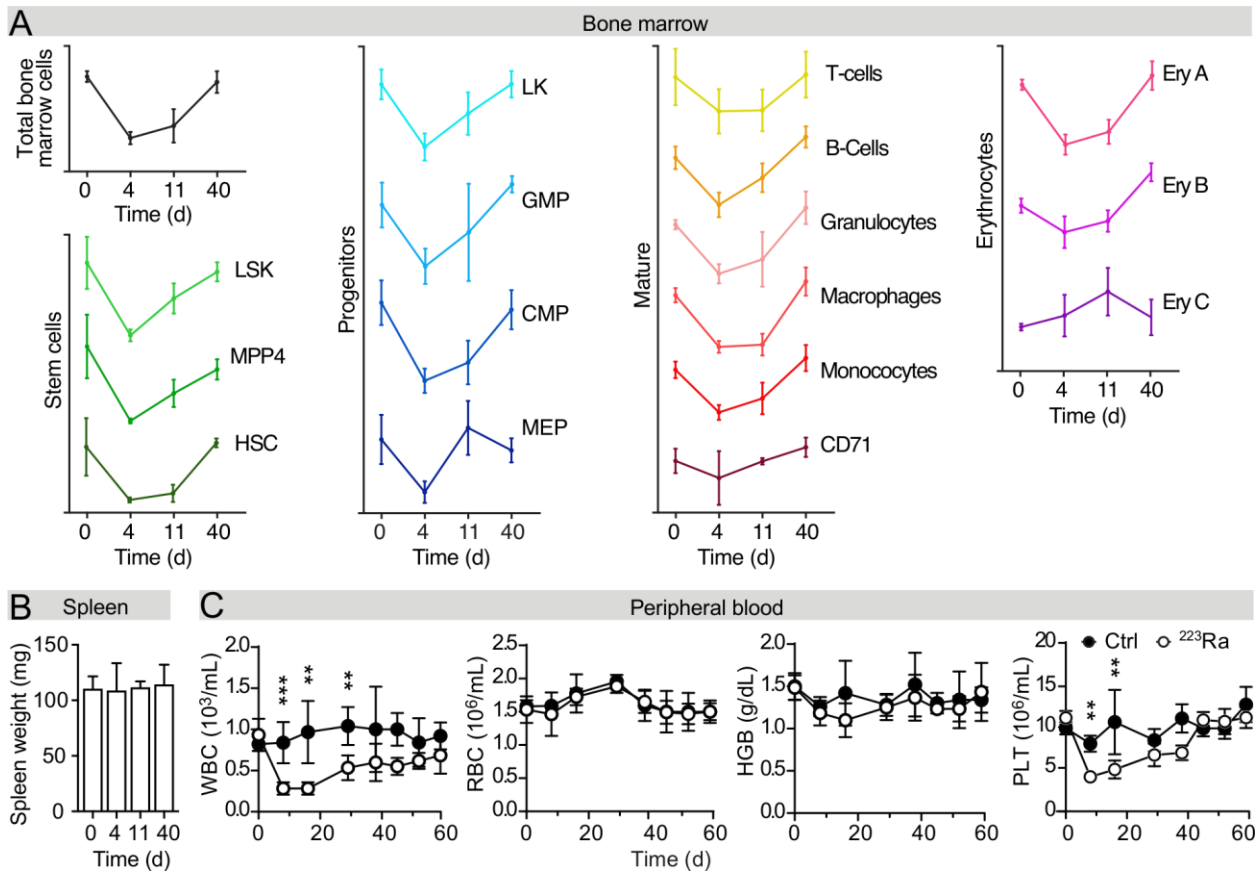 A
Bone marrow
Total bone
marrow cells
0 4 11 40
Time (d)
Stem cells
LSK
MPP4
HSC
0 4 11 40
Time (d)
Progenitors
LK
GMP
CMP
MEP
0 4 11 40
Time (d)
Mature
T-cells
B-Cells
Granulocytes
Macrophages
Monococytes
CD71
0 4 11 40
Time (d)
Erythrocytes
Ery A
Ery B
Ery C
0 4 11 40
Time (d)
B
Spleen
Spleen weight (mg)
150
100
50
0
0 4 11 40
Time (d)
C
Peripheral blood
WBC (10³/mL)
2.0
1.5
1.0
0.5
0.0
*** ** **
0 20 40 60
RBC (10⁶/mL)
2.5
2.0
1.5
1.0
0.5
0.0
0 20 40 60
Time (d)
HGB (g/dL)
2.0
1.5
1.0
0.5
0.0
0 20 40 60
Ctrl ²²³Ra
PLT (10⁶/mL)
20
15
10
5
0
** **
0 20 40 60